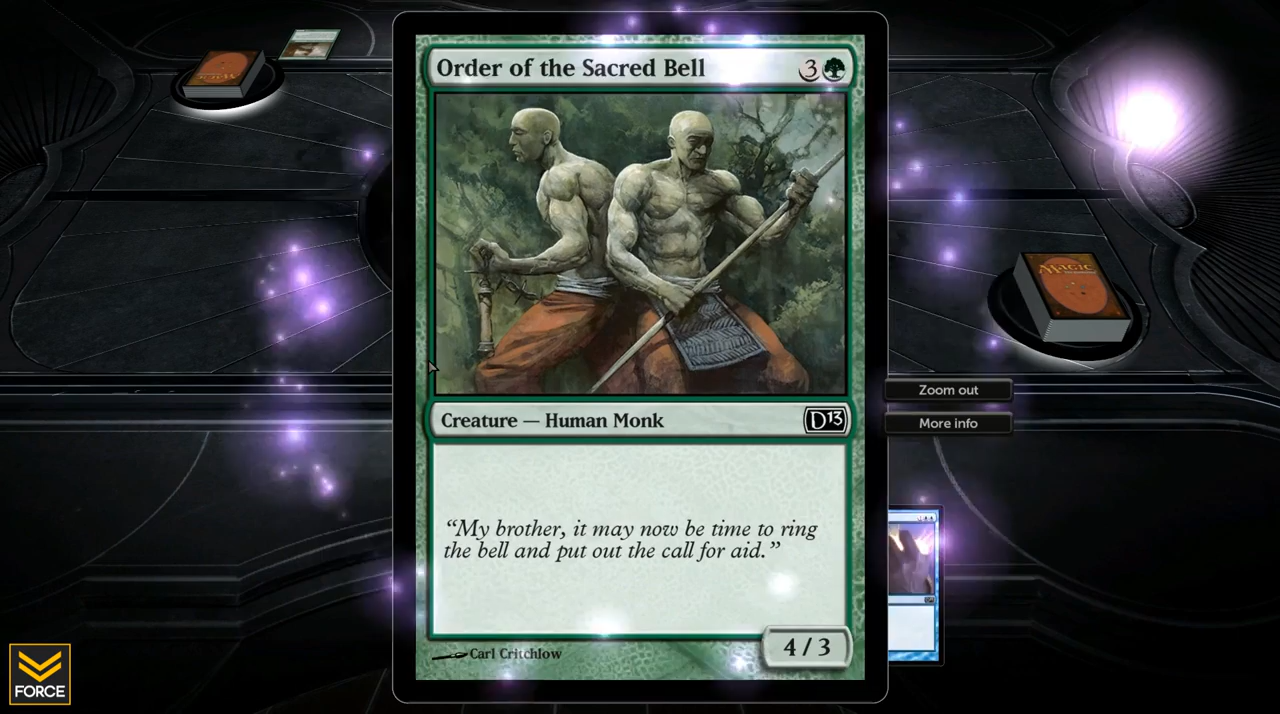 Order of the Sacred Bell 3
Creature — Human Monk D13
“My brother, it may now be time to ring
the bell and put out the call for aid.”
4 / 3
Carl Critchlow
Zoom out
More info
MAGIC
FORCE